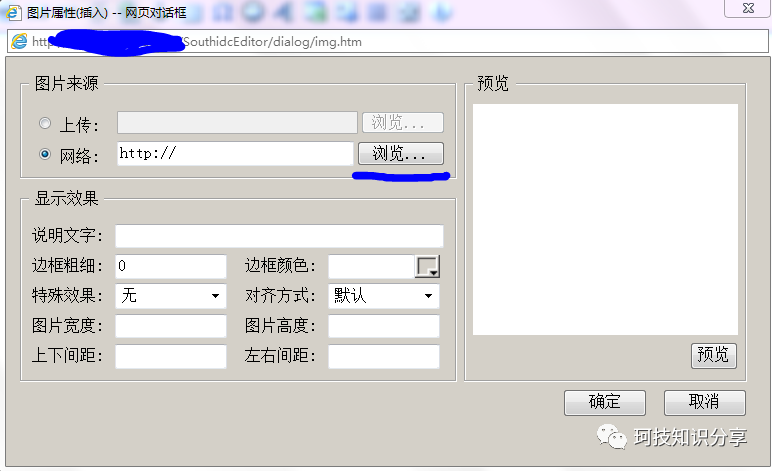 图片属性(插入) -- 网页对话框
http:/SouthidcEditor/dialog/img.htm
图片来源
上传: 浏览...
网络: http:// 浏览...
显示效果
说明文字:
边框粗细: 0 边框颜色:
特殊效果: 无 对齐方式: 默认
图片宽度: 图片高度:
上下间距: 左右间距:
预览
预览
确定 取消
珂技知识分享